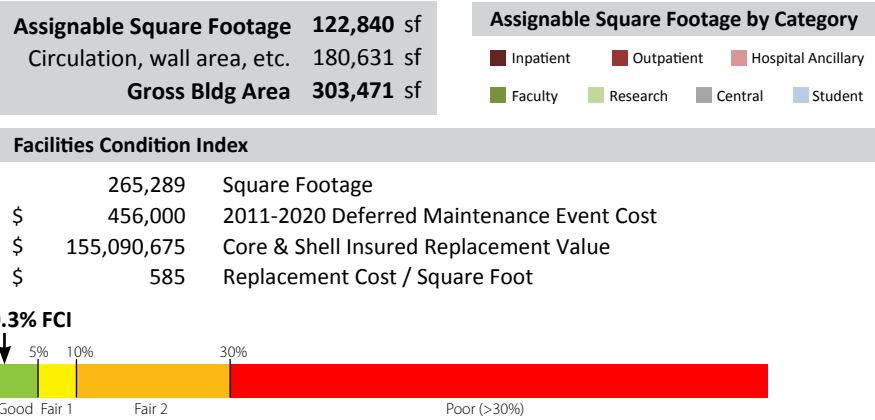 Assignable Square Footage 122,840 sf
Circulation, wall area, etc. 180,631 sf
Gross Bldg Area 303,471 sf
Assignable Square Footage by Category
Inpatient Outpatient Hospital Ancillary
Faculty Research Central Student
Facilities Condition Index
265,289 Square Footage
$ 456,000 2011-2020 Deferred Maintenance Event Cost
$ 155,090,675 Core & Shell Insured Replacement Value
$ 585 Replacement Cost / Square Foot
.3% FCI
5% 10% 30%
Good Fair 1 Fair 2 Poor (>30%)